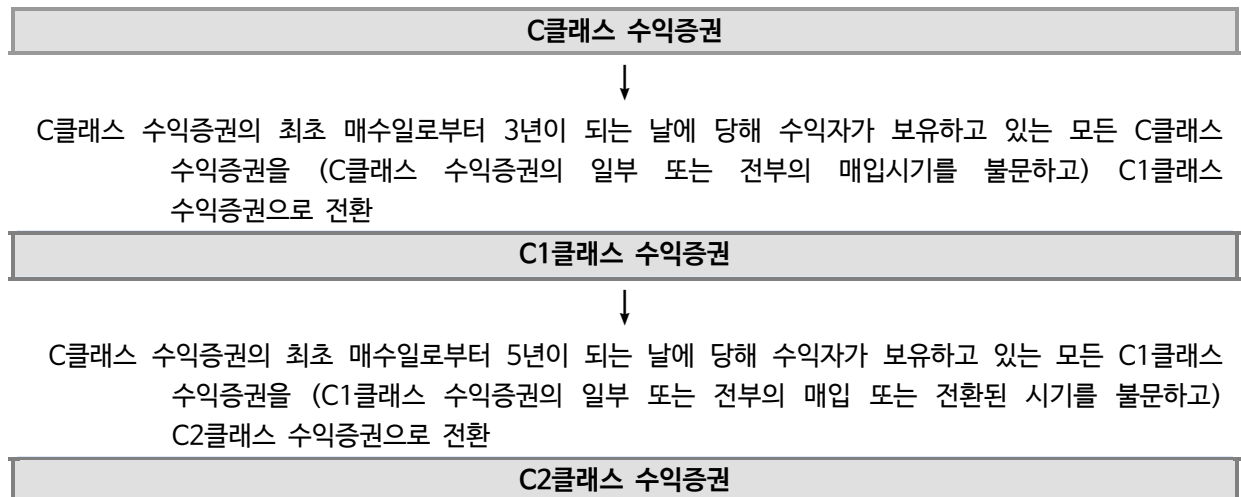 C클래스 수익증권
C클래스 수익증권의 최초 매수일로부터 3년이 되는 날에 당해 수익자가 보유하고 있는 모든 C클래스
수익증권을 (C클래스 수익증권의 일부 또는 전부의 매입시기를 불문하고) C1클래스
수익증권으로 전환
C1클래스 수익증권
C클래스 수익증권의 최초 매수일로부터 5년이 되는 날에 당해 수익자가 보유하고 있는 모든 C1클래스
수익증권을 (C1클래스 수익증권의 일부 또는 전부의 매입 또는 전환된 시기를 불문하고)
C2클래스 수익증권으로 전환
C2클래스 수익증권